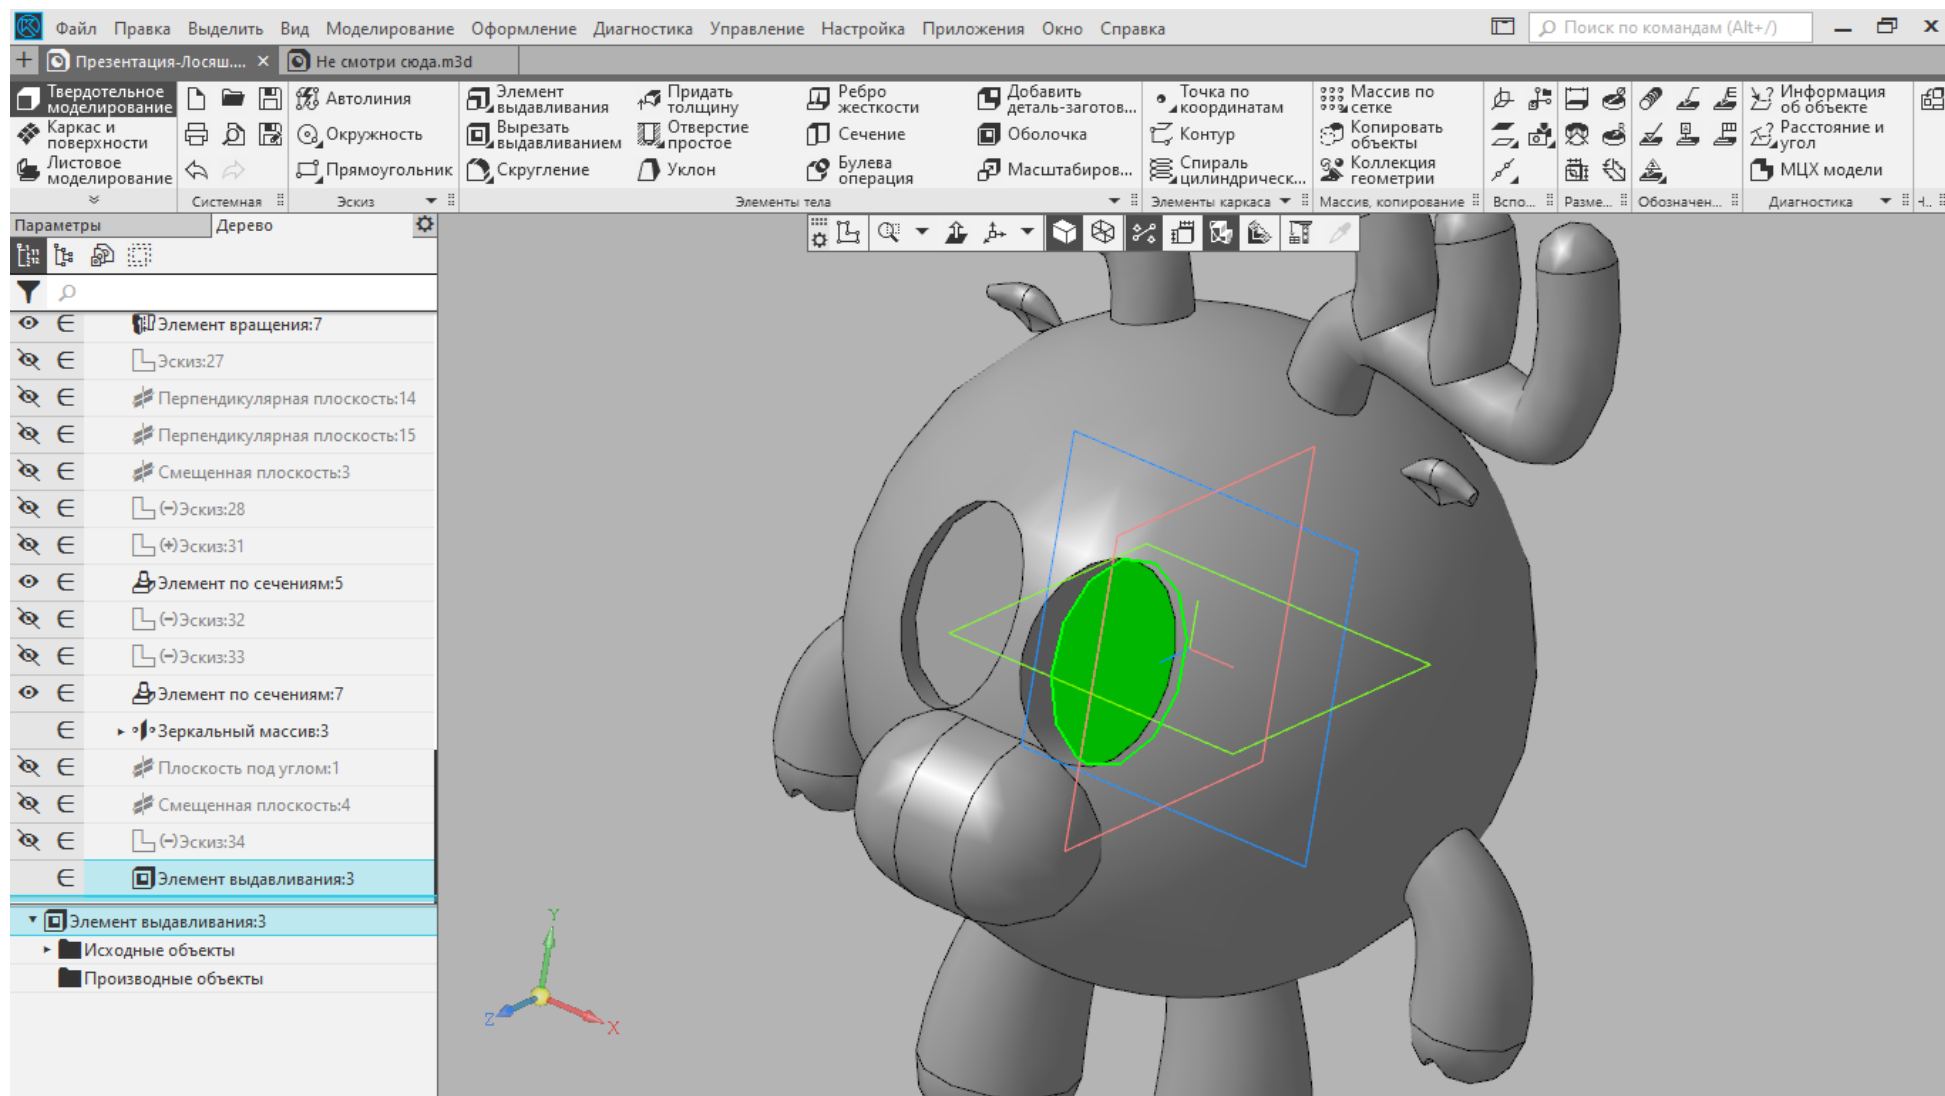 Файл Правка Выделить Вид Моделирование Оформление Диагностика Управление Настройка Приложения Окно Справка
Поиск по командам (Alt+/)
Презентация-Лосяш....
Не смотри сюда.m3d
Твердотельное
моделирование
Каркас и
поверхности
Листовое
моделирование
Системная
Автолиния
Окружность
Прямоугольник
Эскиз
Элемент
выдавливания
Вырезать
выдавливанием
Скругление
Придать
толщину
Отверстие
простое
Уклон
Ребро
жесткости
Сечение
Булева
операция
Добавить
деталь-заготов...
Оболочка
Масштабиров...
Элементы тела
Точка по
координатам
Контур
Спираль
цилиндрическ...
Элементы каркаса
Массив по
сетке
Копировать
объекты
Коллекция
геометрии
Массив, копирование
Вспо...
Разме...
Обозначен...
Информация
об объекте
Расстояние и
угол
МЦХ модели
Диагностика
Параметры
Дерево
Элемент вращения:7
Эскиз:27
Перпендикулярная плоскость:14
Перпендикулярная плоскость:15
Смещенная плоскость:3
(-)Эскиз:28
(+)Эскиз:31
Элемент по сечениям:5
(-)Эскиз:32
(-)Эскиз:33
Элемент по сечениям:7
Зеркальный массив:3
Плоскость под углом:1
Смещенная плоскость:4
(-)Эскиз:34
Элемент выдавливания:3
Элемент выдавливания:3
Исходные объекты
Производные объекты
Y
Z
X